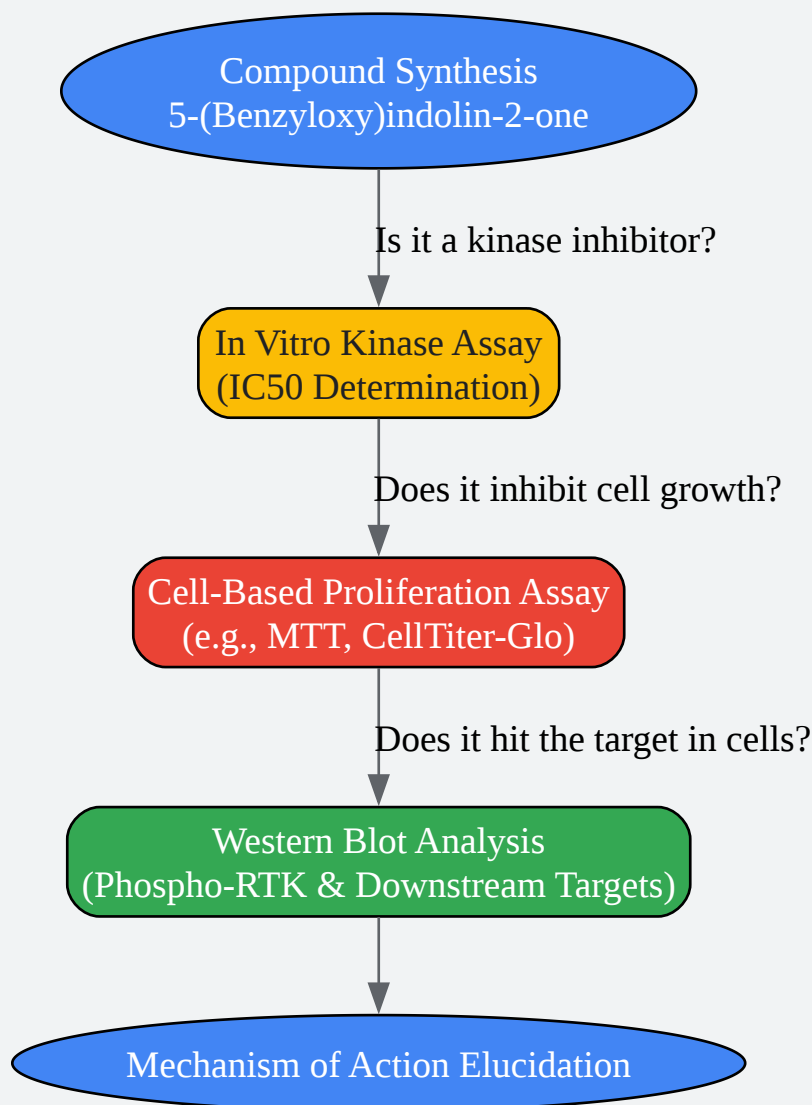 Compound Synthesis
5-(Benzyloxy)indolin-2-one
Is it a kinase inhibitor?
In Vitro Kinase Assay
(IC50 Determination)
Does it inhibit cell growth?
Cell-Based Proliferation Assay
(e.g., MTT, CellTiter-Glo)
Does it hit the target in cells?
Western Blot Analysis
(Phospho-RTK & Downstream Targets)
Mechanism of Action Elucidation